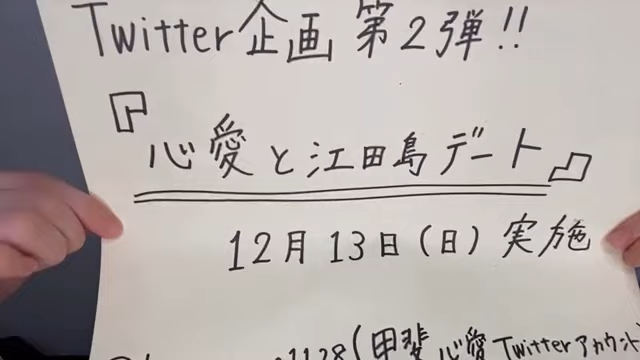 Twitter企画第2弾!!
『心愛と江田島デート』
12月13日(日)実施
1128(甲斐心愛Twitterアカウント